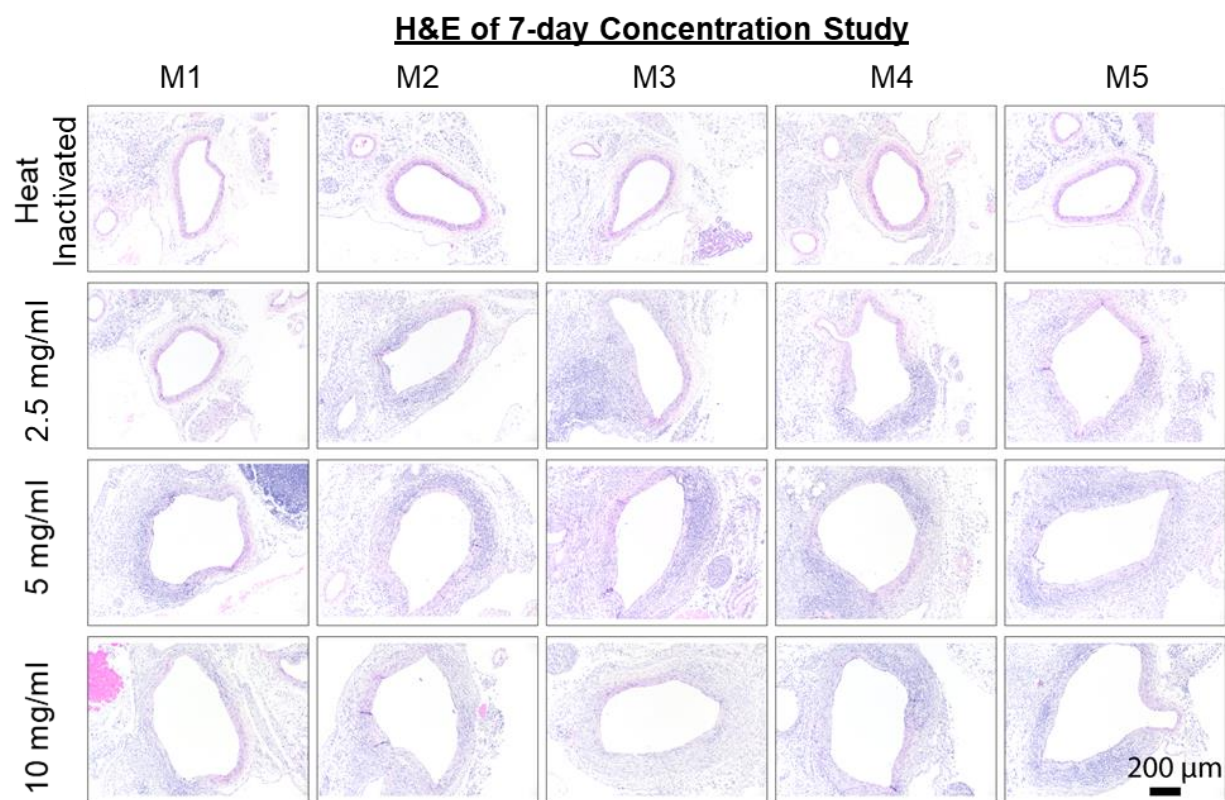 H&E of 7-day Concentration Study
M1 M2 M3 M4 M5
Heat
Inactivated
2.5 mg/ml
5 mg/ml
10 mg/ml
200 µm